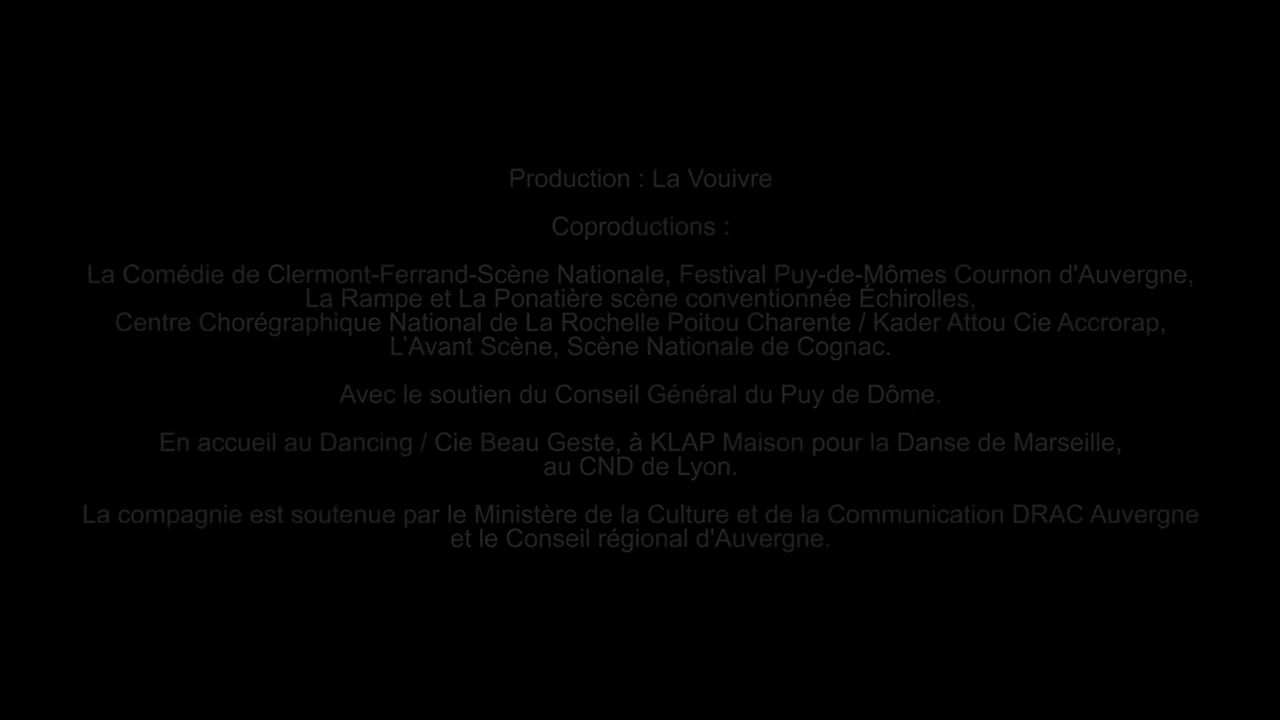 Production : La Vouivre
Coproductions :
La Comédie de Clermont-Ferrand-Scène Nationale, Festival Puy-de-Mômes Cournon d'Auvergne,
La Rampe et La Ponatière scène conventionnée Échirolles,
Centre Chorégraphique National de La Rochelle Poitou Charente / Kader Attou Cie Accrorap,
L’Avant Scène, Scène Nationale de Cognac.
Avec le soutien du Conseil Général du Puy de Dôme.
En accueil au Dancing / Cie Beau Geste, à KLAP Maison pour la Danse de Marseille,
au CND de Lyon.
La compagnie est soutenue par le Ministère de la Culture et de la Communication DRAC Auvergne
et le Conseil régional d'Auvergne.